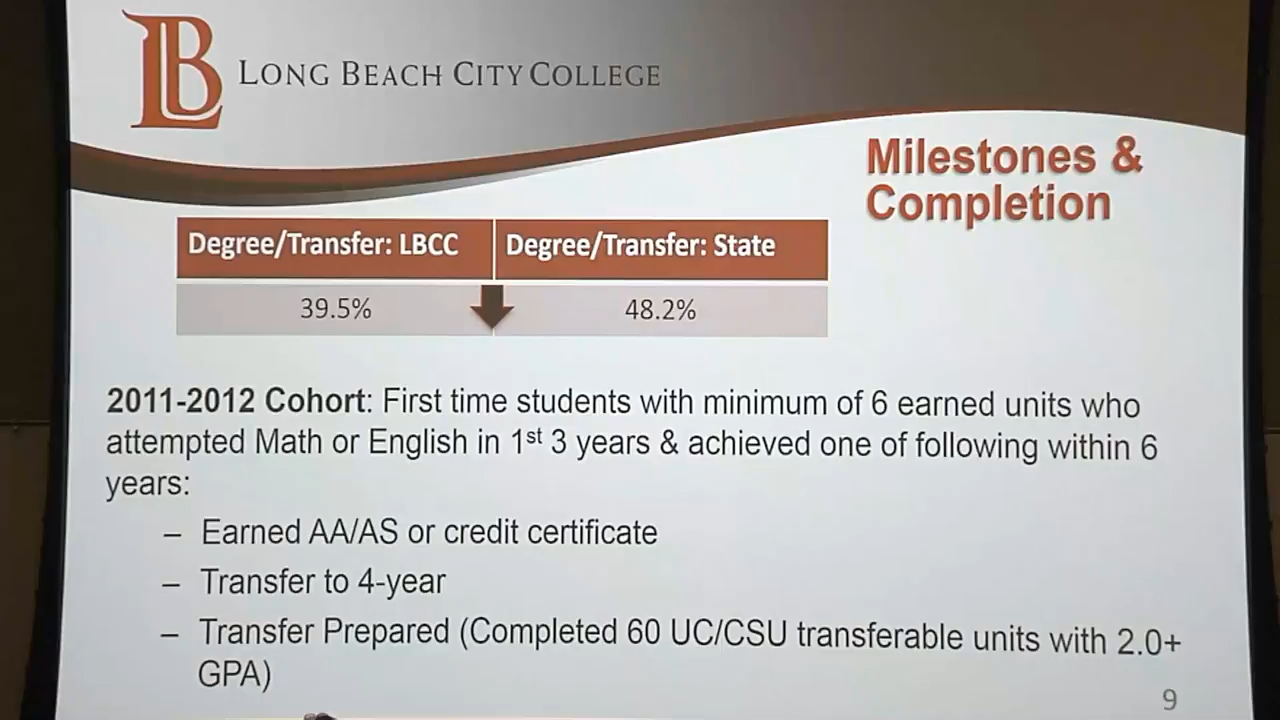 LB LONG BEACH CITY COLLEGE
Milestones &
Completion
Degree/Transfer: LBCC Degree/Transfer: State
39.5% 48.2%
2011-2012 Cohort: First time students with minimum of 6 earned units who
attempted Math or English in 1st 3 years & achieved one of following within 6
years:
– Earned AA/AS or credit certificate
– Transfer to 4-year
– Transfer Prepared (Completed 60 UC/CSU transferable units with 2.0+
GPA)
9